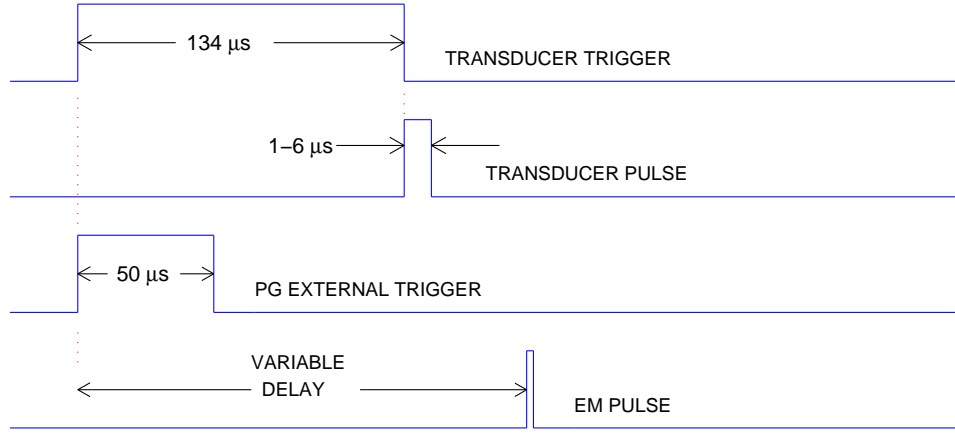 134 μs
TRANSDUCER TRIGGER
1–6 μs
TRANSDUCER PULSE
50 μs
PG EXTERNAL TRIGGER
VARIABLE
DELAY
EM PULSE